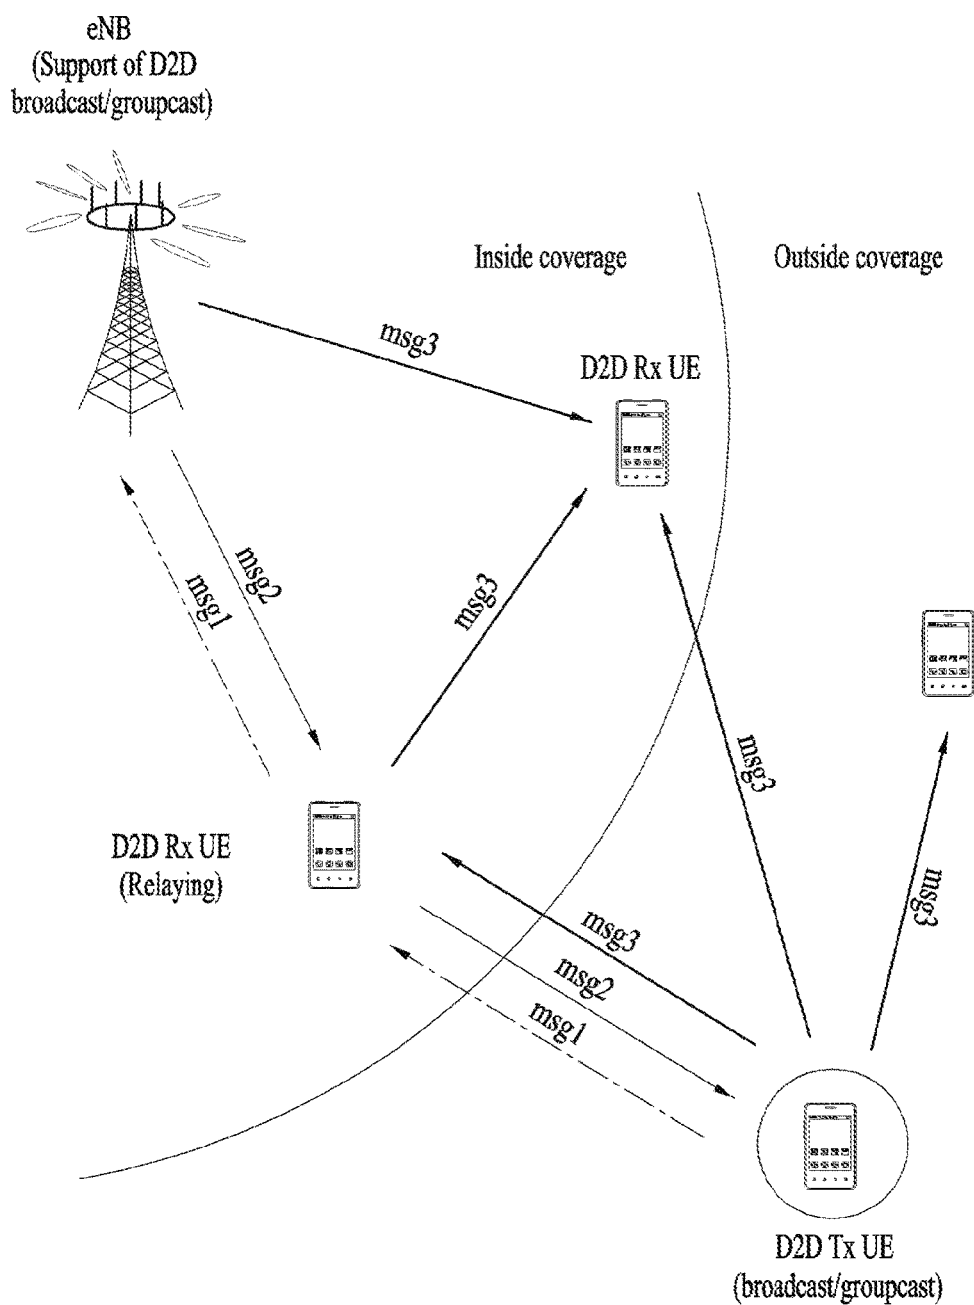 eNB
(Support of D2D
broadcast/groupcast)
Inside coverage
Outside coverage
msg3
D2D Rx UE
msg2
msg1
msg3
msg3
D2D Rx UE
(Relaying)
msg3
msg3
msg2
msg1
D2D Tx UE
(broadcast/groupcast)